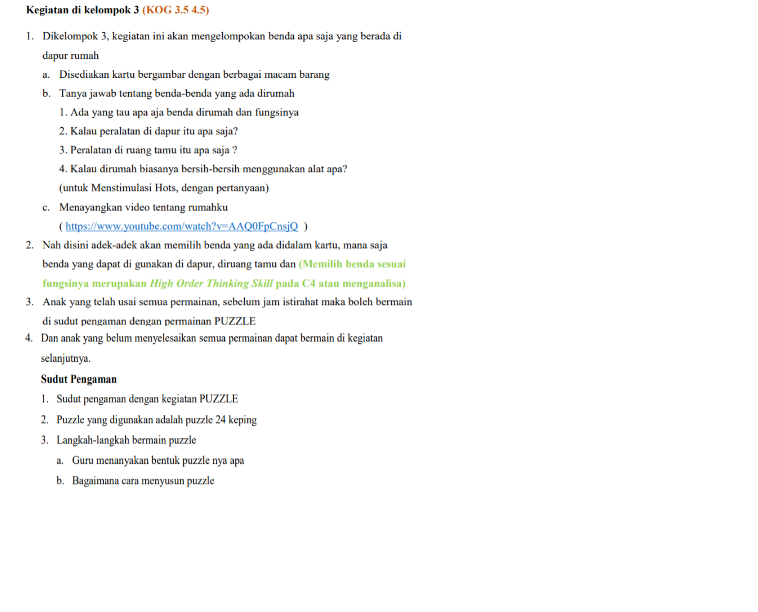 Kegiatan di kelompok 3 (KOG 3.5 4.5)
1. Dikelompok 3, kegiatan ini akan mengelompokan benda apa saja yang berada di
dapur rumah
a. Disediakan kartu bergambar dengan berbagai macam barang
b. Tanya jawab tentang benda-benda yang ada dirumah
1. Ada yang tau apa aja benda dirumah dan fungsinya
2. Kalau peralatan di dapur itu apa saja?
3. Peralatan di ruang tamu itu apa saja ?
4. Kalau dirumah biasanya bersih-bersih menggunakan alat apa?
(untuk Menstimulasi Hots, dengan pertanyaan)
c. Menayangkan video tentang rumahku
( https://www.youtube.com/watch?v=AAQ0FpCnsjQ )
2. Nah disini adek-adek akan memilih benda yang ada didalam kartu, mana saja
benda yang dapat di gunakan di dapur, diruang tamu dan (Memilih benda sesuai
fungsinya merupakan High Order Thinking Skill pada C4 atau menganalisa)
3. Anak yang telah usai semua permainan, sebelum jam istirahat maka boleh bermain
di sudut pengaman dengan permainan PUZZLE
4. Dan anak yang belum menyelesaikan semua permainan dapat bermain di kegiatan
selanjutnya.
Sudut Pengaman
1. Sudut pengaman dengan kegiatan PUZZLE
2. Puzzle yang digunakan adalah puzzle 24 keping
3. Langkah-langkah bermain puzzle
a. Guru menanyakan bentuk puzzle nya apa
b. Bagaimana cara menyusun puzzle